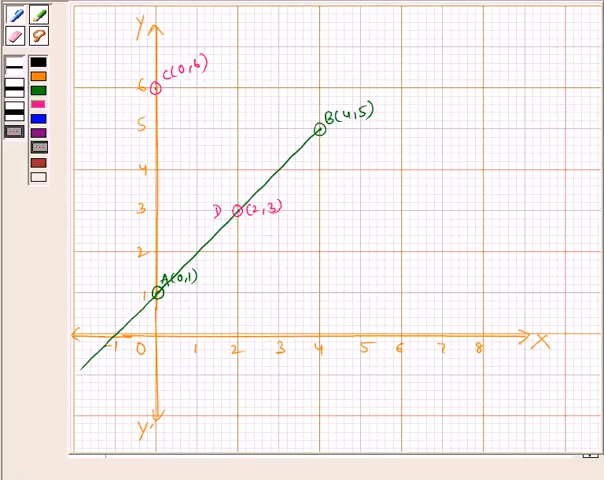 Y
C(0,6)
6
B(4,5)
5
4
3
D (2,3)
2
A(0,1)
1
-1 0 1 2 3 4 5 6 7 8 X
Y'